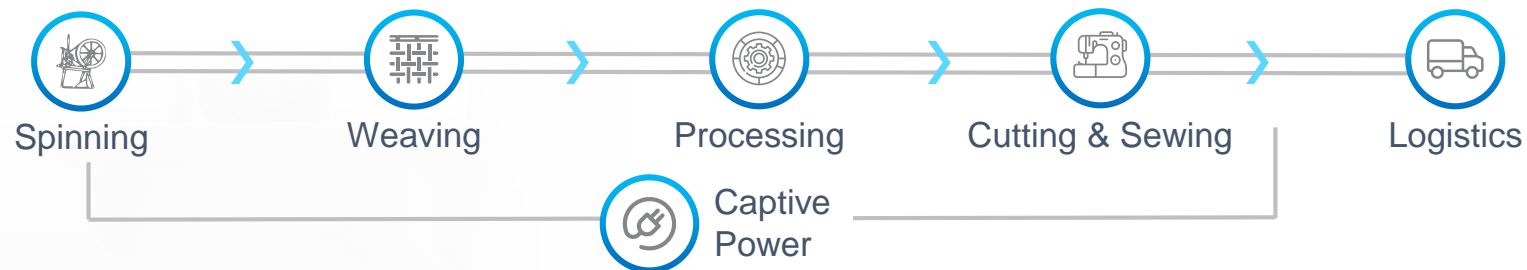 Spinning
Weaving
Processing
Cutting & Sewing
Logistics
Captive
Power